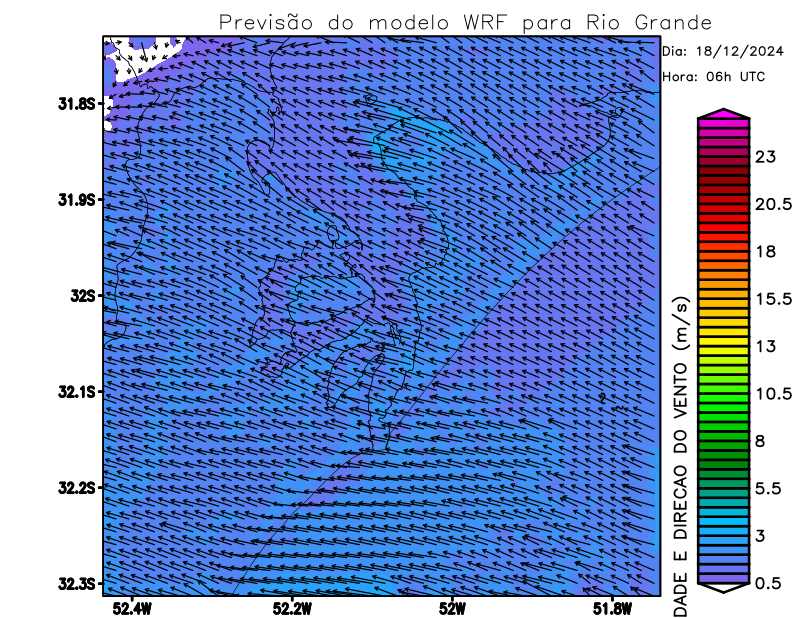 Previsão do modelo WRF para Rio Grande
Dia: 18/12/2024
Hora: 06h UTC
31.8S
31.9S
32S
32.1S
32.2S
32.3S
52.4W
52.2W
52W
51.8W
23
20.5
18
15.5
13
10.5
8
5.5
3
0.5
DADE E DIRECAO DO VENTO (m/s)